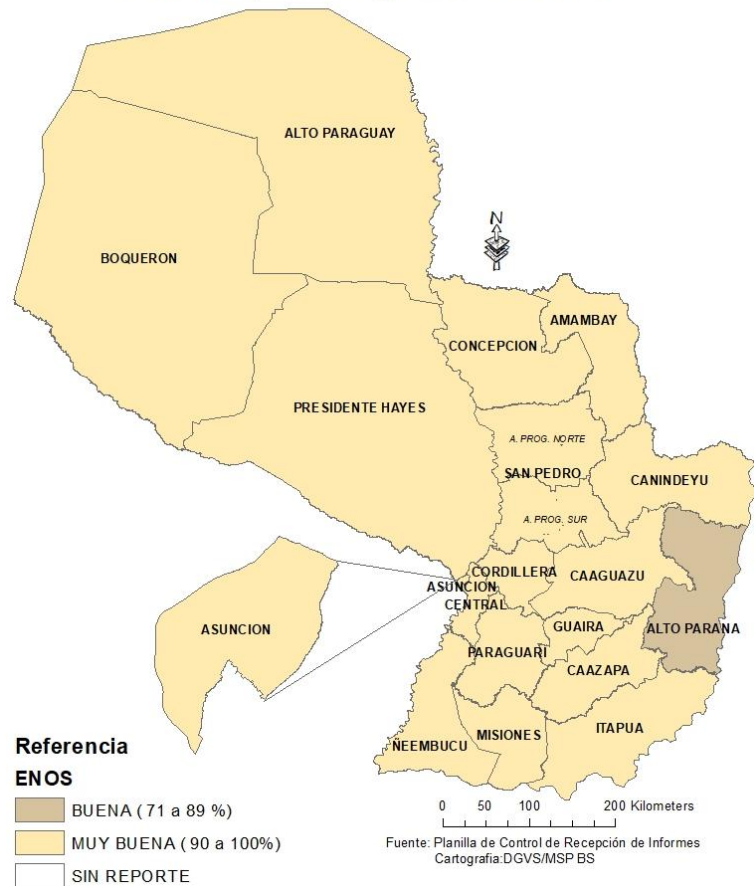 ALTO PARAGUAY
BOQUERON
N
AMAMBAY
CONCEPCION
PRESIDENTE HAYES
A. PROG. NORTE
SAN PEDRO
CANINDEYU
A. PROG. SUR
CORDILLERA
CAAGUAZU
ASUNCION
CENTRAL
ASUNCION
GUAIRA
ALTO PARANA
PARAGUARI
CAAZAPA
ITAPUA
MISIONES
ÑEEMBUCU
Referencia
ENOS
BUENA ( 71 a 89 %)
MUY BUENA ( 90 a 100%)
SIN REPORTE
0 50 100 200 Kilometers
Fuente: Planilla de Control de Recepción de Informes
Cartografia:DGVS/MSP BS